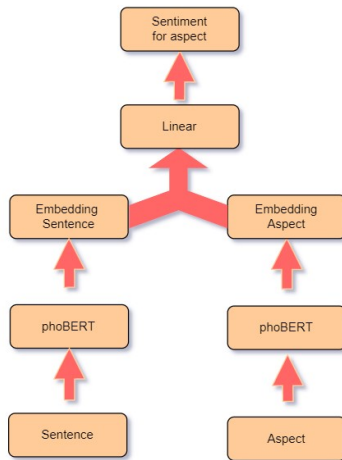 Sentiment
for aspect
Linear
Embedding
Sentence
Embedding
Aspect
phoBERT
phoBERT
Sentence
Aspect